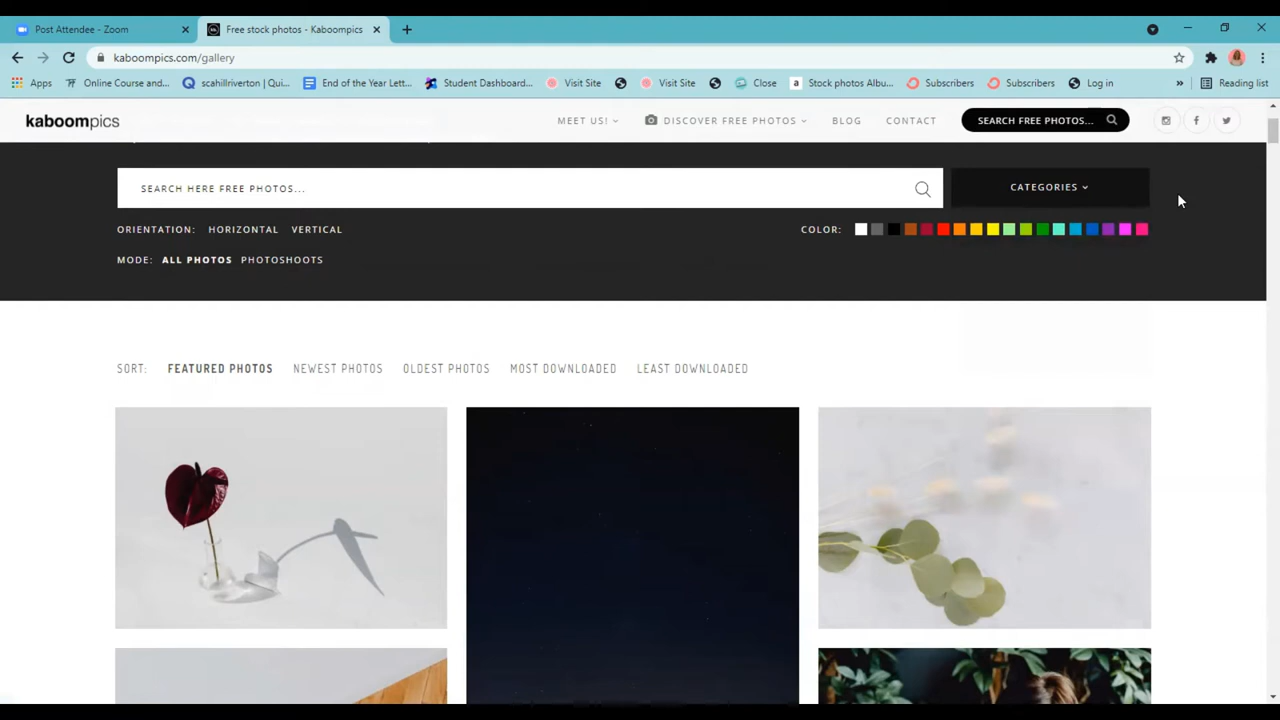 Post Attendee - Zoom
Free stock photos - Kaboompics
kaboompics.com/gallery
Apps
Online Course and...
scahillriverton | Qui...
End of the Year Lett...
Student Dashboard...
Visit Site
Visit Site
Close
Stock photos Albu...
Subscribers
Subscribers
Log in
Reading list
kaboompics
MEET US!
DISCOVER FREE PHOTOS
BLOG
CONTACT
SEARCH FREE PHOTOS...
SEARCH HERE FREE PHOTOS...
CATEGORIES
ORIENTATION: HORIZONTAL VERTICAL
COLOR:
MODE: ALL PHOTOS PHOTOSHOOTS
SORT: FEATURED PHOTOS NEWEST PHOTOS OLDEST PHOTOS MOST DOWNLOADED LEAST DOWNLOADED